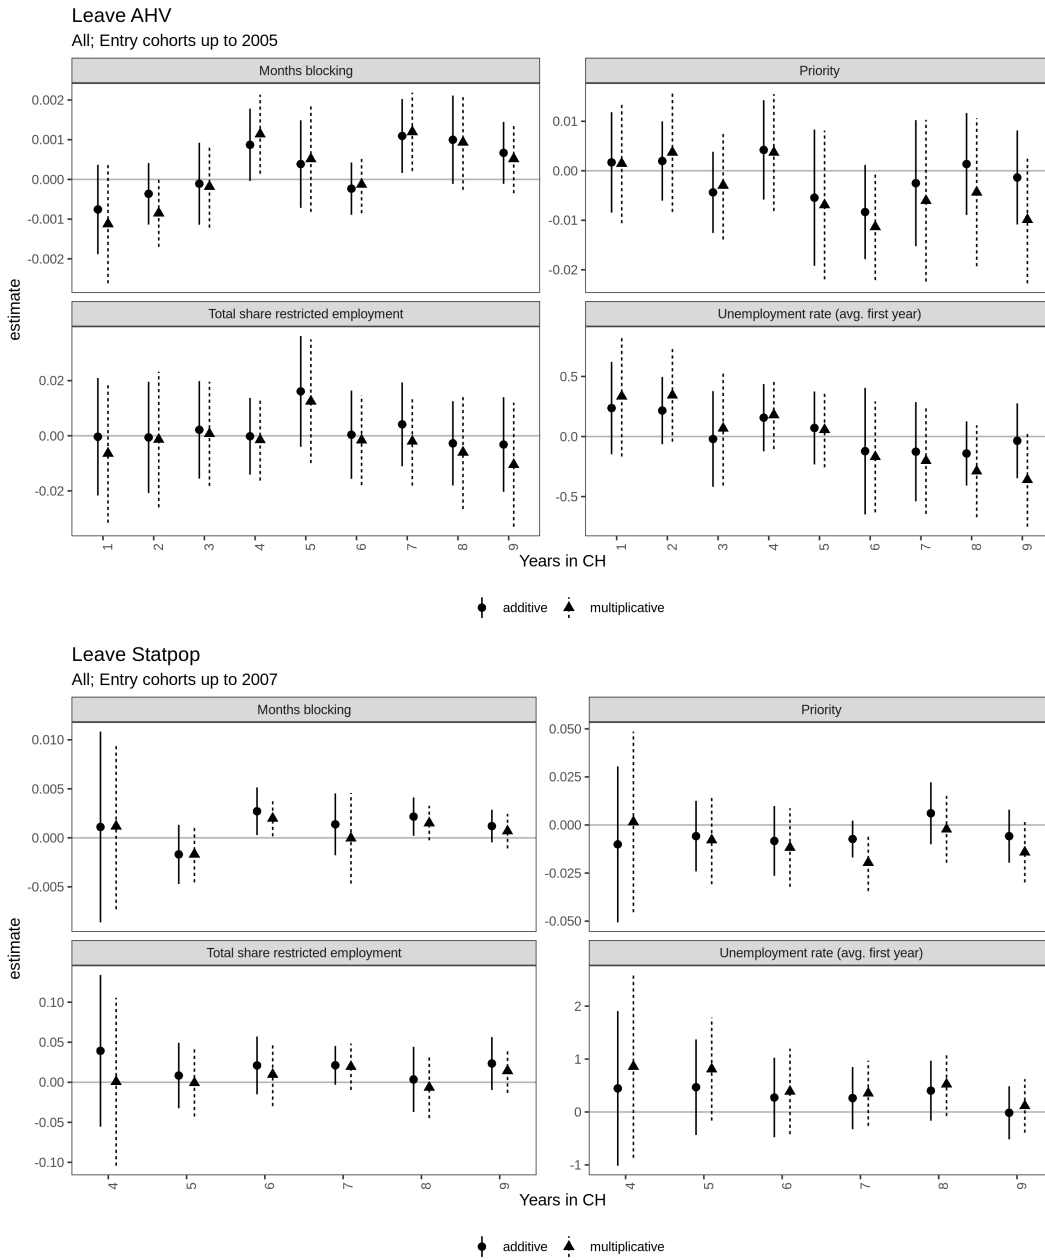 Leave AHV
All; Entry cohorts up to 2005
Months blocking
Priority
0.002
0.001
0.000
-0.001
-0.002
0.01
0.00
-0.01
-0.02
estimate
Total share restricted employment
Unemployment rate (avg. first year)
0.02
0.00
-0.02
0.5
0.0
-0.5
1 2 3 4 5 6 7 8 9
1 2 3 4 5 6 7 8 9
Years in CH
additive multiplicative
Leave Statpop
All; Entry cohorts up to 2007
Months blocking
Priority
0.010
0.005
0.000
-0.005
0.050
0.025
0.000
-0.025
-0.050
estimate
Total share restricted employment
Unemployment rate (avg. first year)
0.10
0.05
0.00
-0.05
-0.10
2
1
0
-1
4 5 6 7 8 9
4 5 6 7 8 9
Years in CH
additive multiplicative